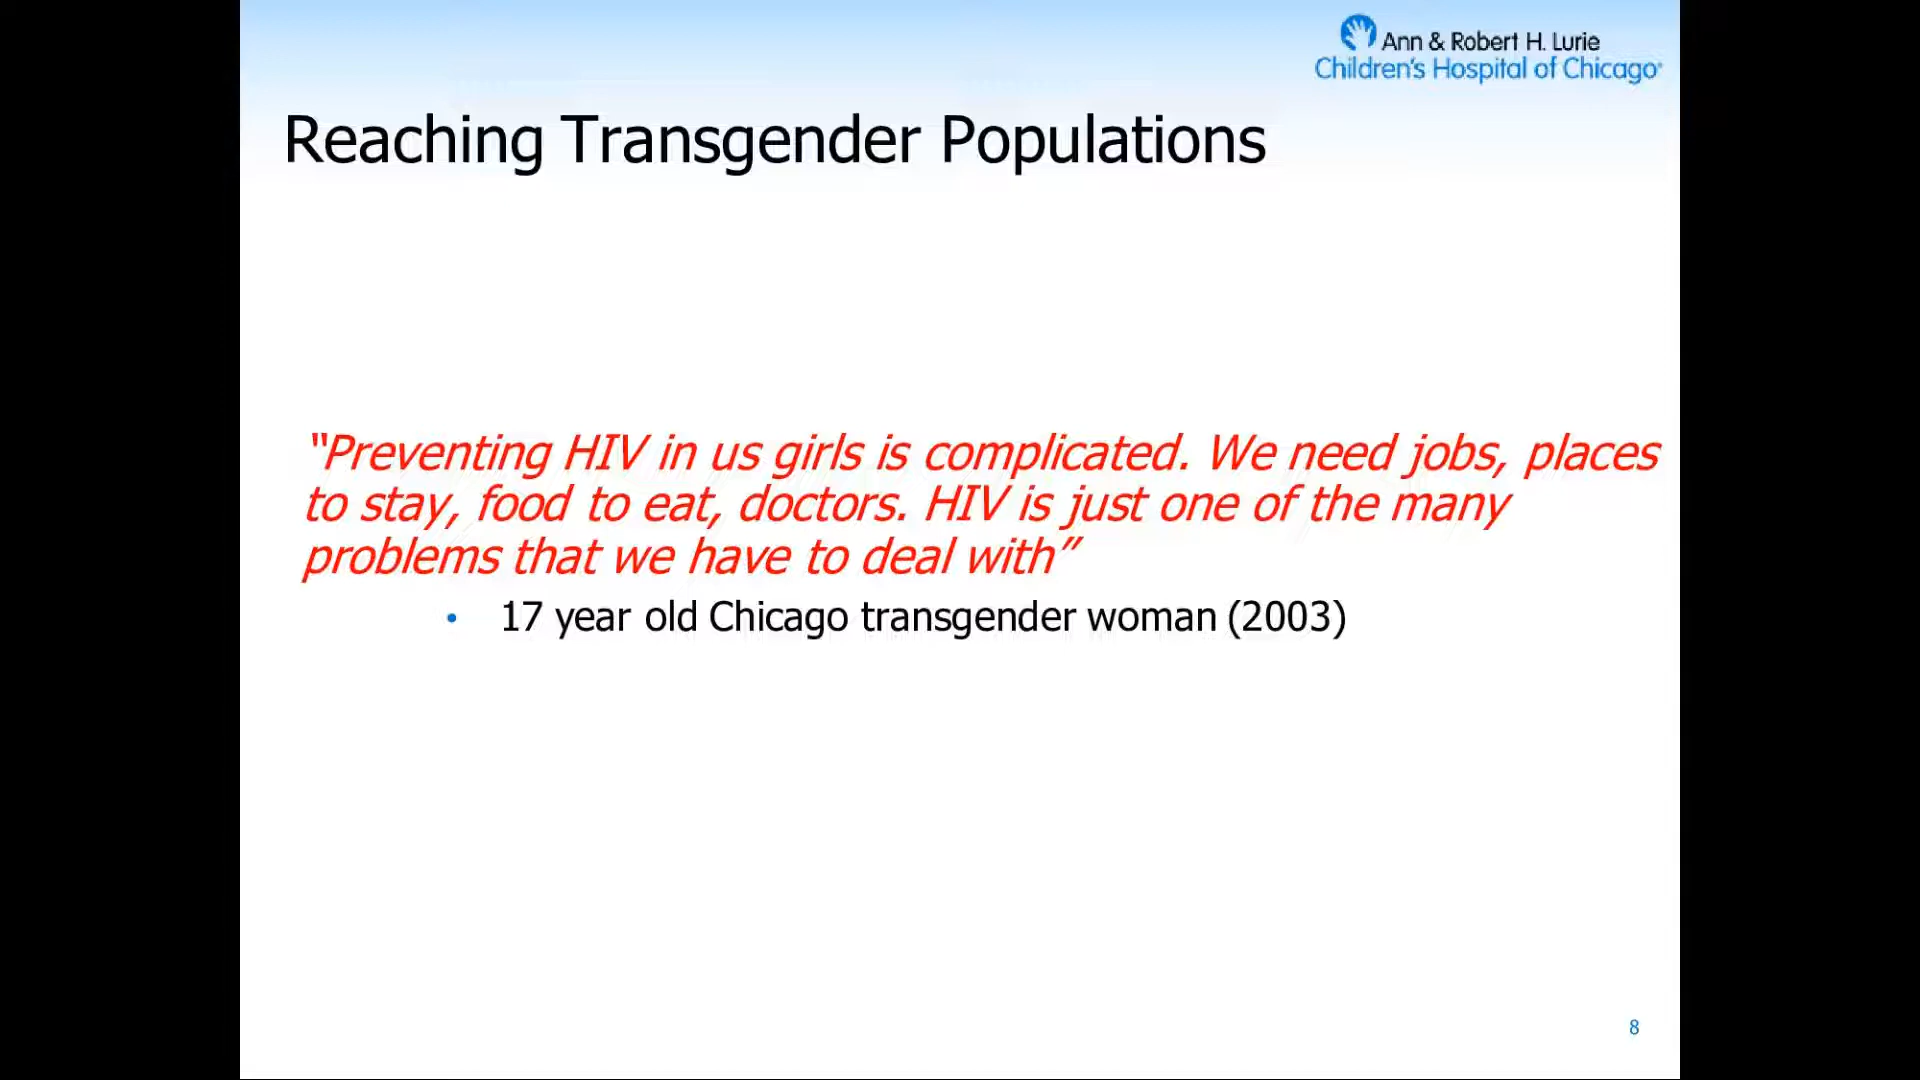 Ann & Robert H. Lurie
Children's Hospital of Chicago
Reaching Transgender Populations
“Preventing HIV in us girls is complicated. We need jobs, places
to stay, food to eat, doctors. HIV is just one of the many
problems that we have to deal with”
• 17 year old Chicago transgender woman (2003)
8